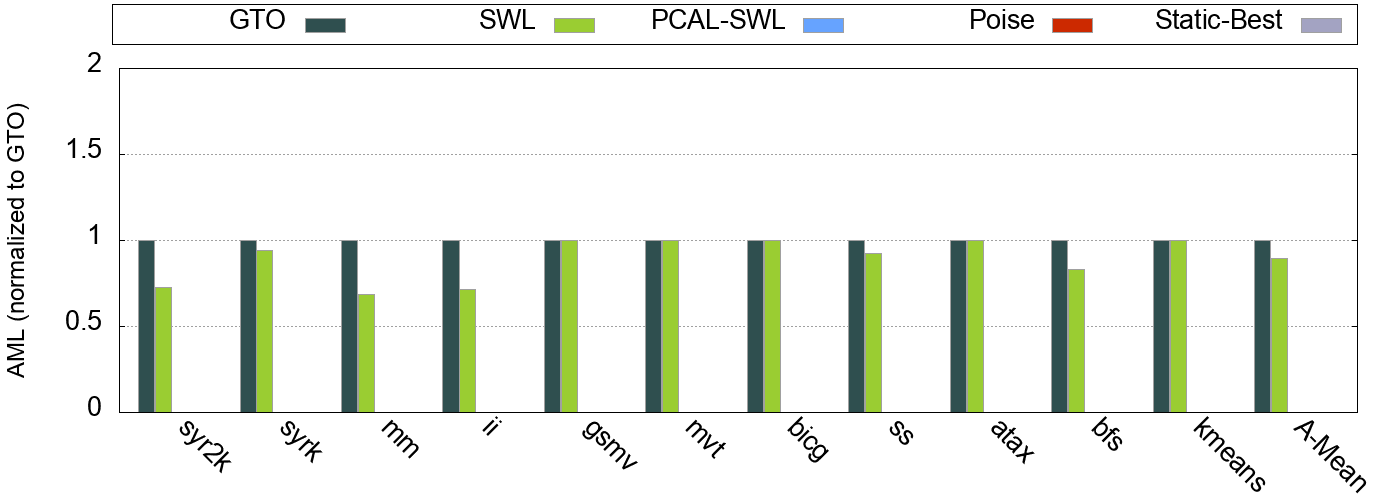 GTO SWL PCAL-SWL Poise Static-Best
AML (normalized to GTO)
2
1.5
1
0.5
0
syr2k syrk mm ii gsmv mvt bicg ss atax bfs kmeans A-Mean